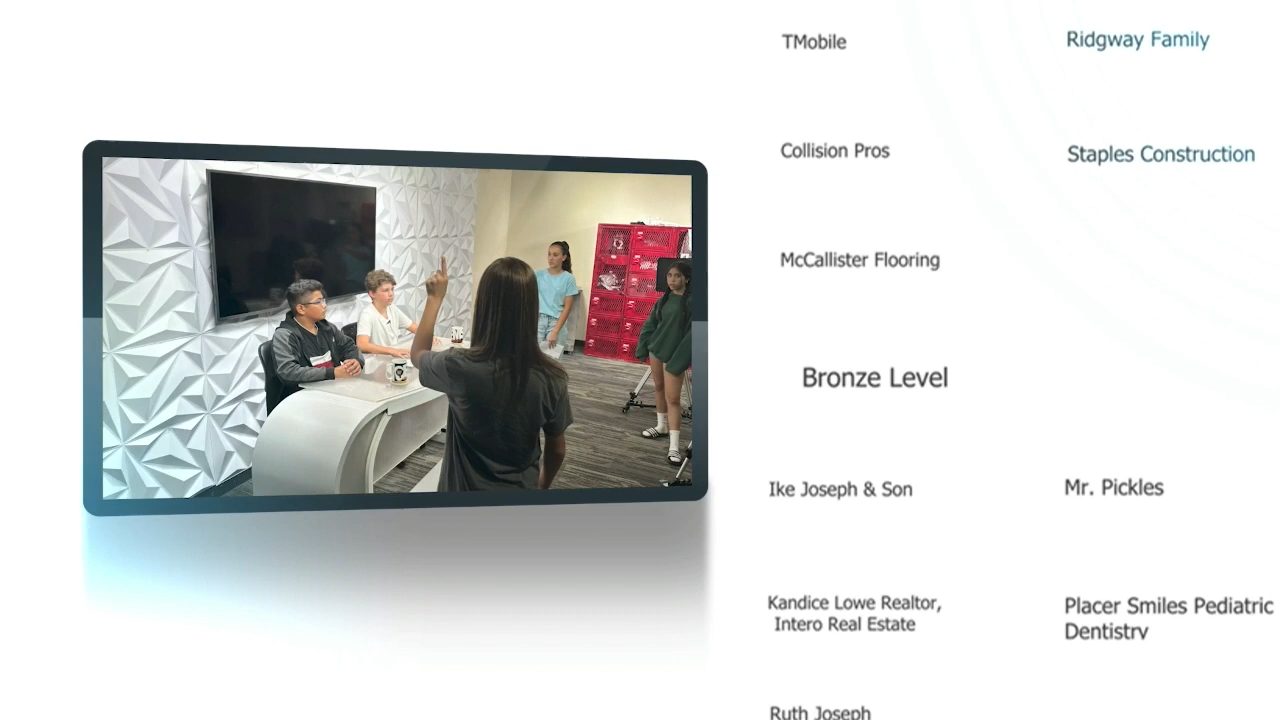 TMobile
Ridgway Family
Collision Pros
Staples Construction
McCallister Flooring
Bronze Level
Ike Joseph & Son
Mr. Pickles
Kandice Lowe Realtor,
Intero Real Estate
Placer Smiles Pediatric
Dentistry
Ruth Joseph